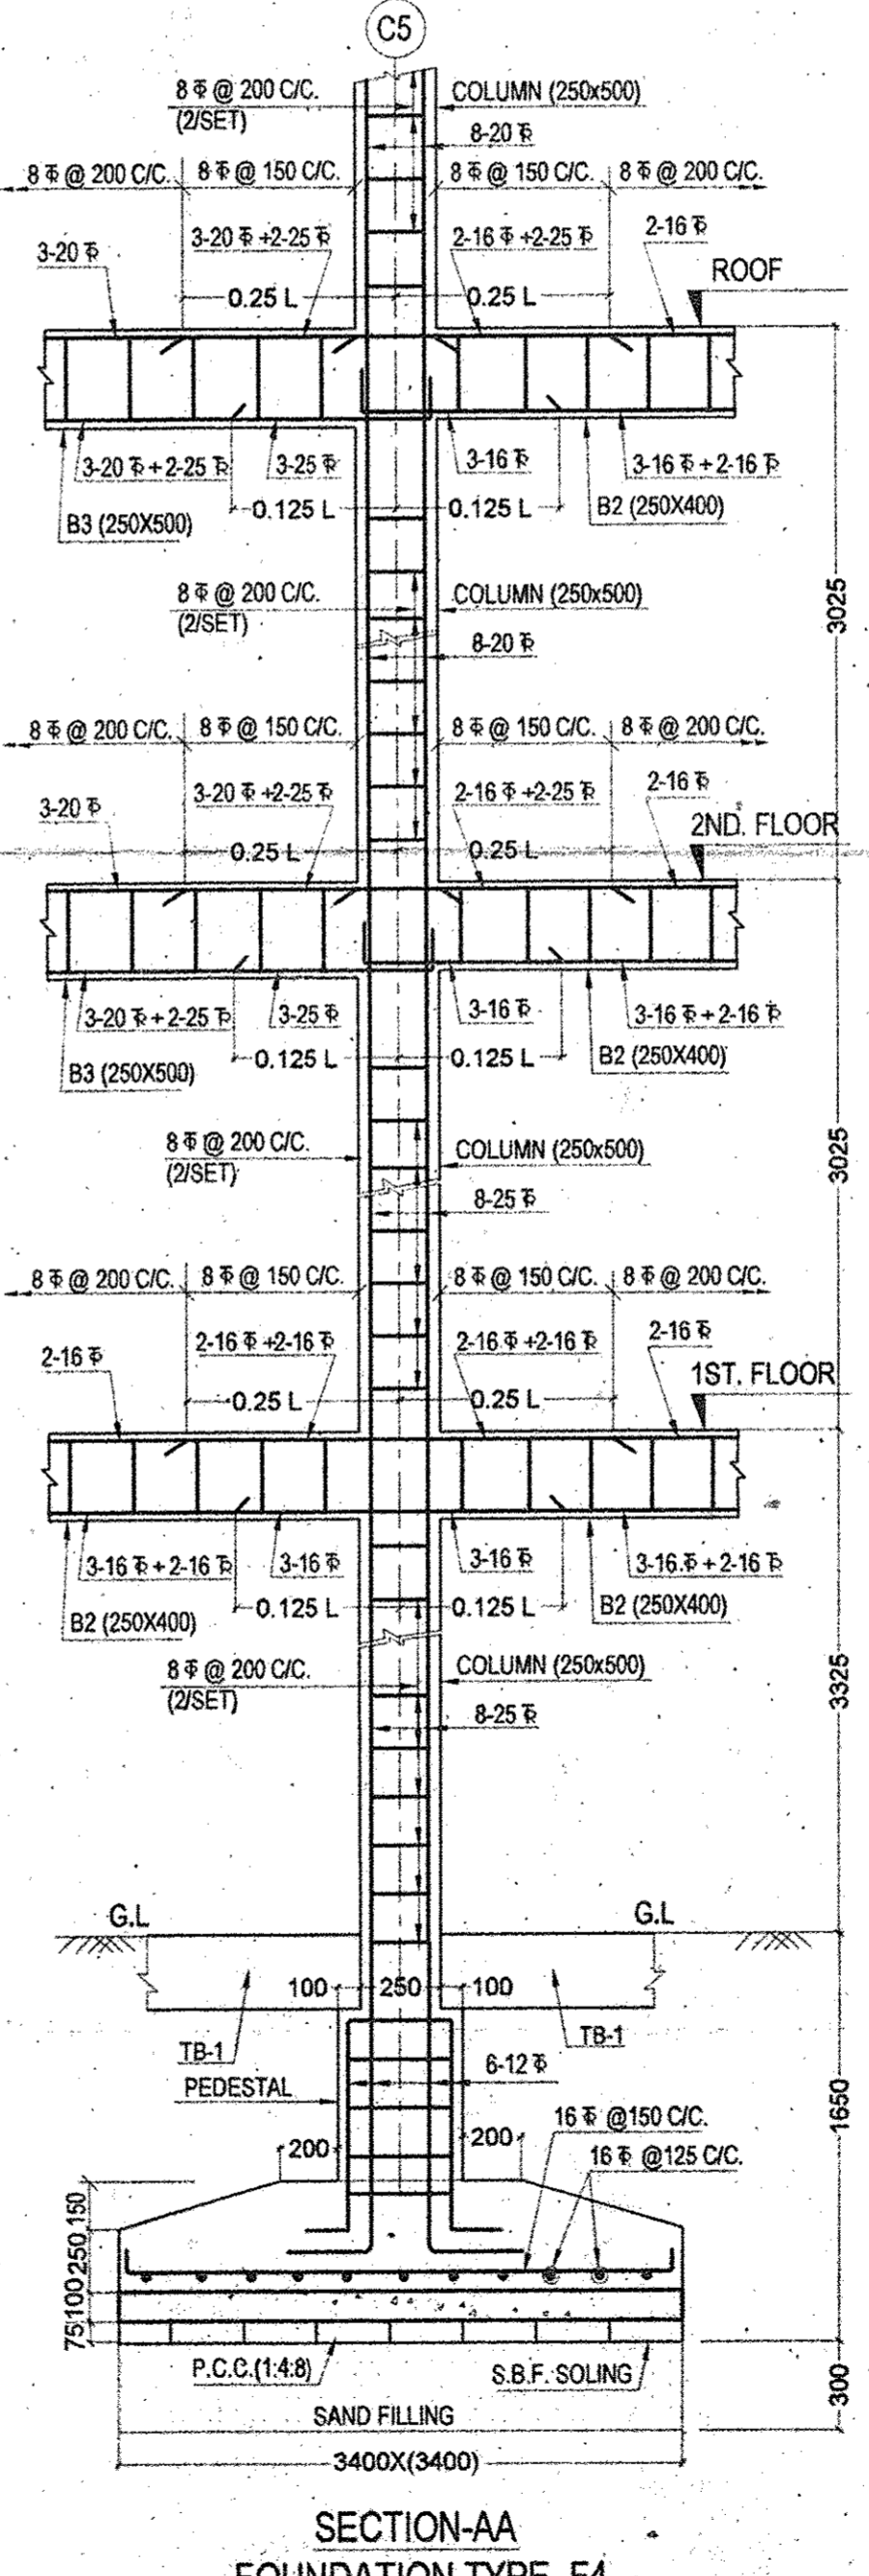 C5
8 Φ @ 200 C/C.
(2/SET)
COLUMN (250x500)
8-20 Φ
8 Φ @ 200 C/C. 8 Φ @ 150 C/C. 8 Φ @ 150 C/C. 8 Φ @ 200 C/C.
3-20 Φ 3-20 Φ +2-25 Φ 2-16 Φ +2-25 Φ 2-16 Φ
ROOF
0.25 L 0.25 L
3-20 Φ + 2-25 Φ 3-25 Φ 3-16 Φ 3-16 Φ + 2-16 Φ
0.125 L 0.125 L
B3 (250X500) B2 (250X400)
3025
8 Φ @ 200 C/C.
(2/SET)
COLUMN (250x500)
8-20 Φ
8 Φ @ 200 C/C. 8 Φ @ 150 C/C. 8 Φ @ 150 C/C. 8 Φ @ 200 C/C.
3-20 Φ 3-20 Φ +2-25 Φ 2-16 Φ +2-25 Φ 2-16 Φ
2ND. FLOOR
0.25 L 0.25 L
3-20 Φ + 2-25 Φ 3-25 Φ 3-16 Φ 3-16 Φ + 2-16 Φ
0.125 L 0.125 L
B3 (250X500) B2 (250X400)
3025
8 Φ @ 200 C/C.
(2/SET)
COLUMN (250x500)
8-25 Φ
8 Φ @ 200 C/C. 8 Φ @ 150 C/C. 8 Φ @ 150 C/C. 8 Φ @ 200 C/C.
2-16 Φ 2-16 Φ +2-16 Φ 2-16 Φ +2-16 Φ 2-16 Φ
1ST. FLOOR
0.25 L 0.25 L
3-16 Φ + 2-16 Φ 3-16 Φ 3-16 Φ 3-16 Φ + 2-16 Φ
0.125 L 0.125 L
B2 (250X400) B2 (250X400)
3325
8 Φ @ 200 C/C.
(2/SET)
COLUMN (250x500)
8-25 Φ
G.L G.L
100 250 100
TB-1 TB-1
6-12 Φ
PEDESTAL
1650
16 Φ @150 C/C.
200 200
16 Φ @125 C/C.
150
250
100
75
P.C.C.(1:4:8) S.B.F. SOLING
300
SAND FILLING
3400X(3400)
SECTION-AA
FOUNDATION TYPE F4